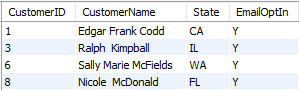 CustomerID CustomerName State EmailOptIn
1 Edgar Frank Codd CA Y
3 Ralph  Kimpball IL Y
6 Sally Marie McFields WA Y
8 Nicole  McDonald FL Y